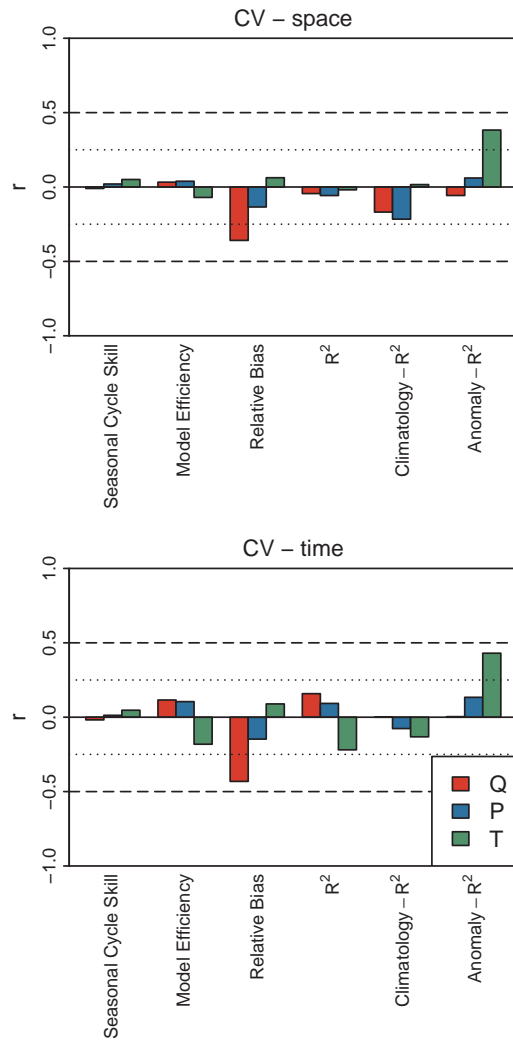 CV – space
1.0
0.5
0.0
−0.5
−1.0
r
Seasonal Cycle Skill
Model Efficiency
Relative Bias
R²
Climatology – R²
Anomaly – R²
CV – time
1.0
0.5
0.0
−0.5
−1.0
r
Q
P
T
Seasonal Cycle Skill
Model Efficiency
Relative Bias
R²
Climatology – R²
Anomaly – R²